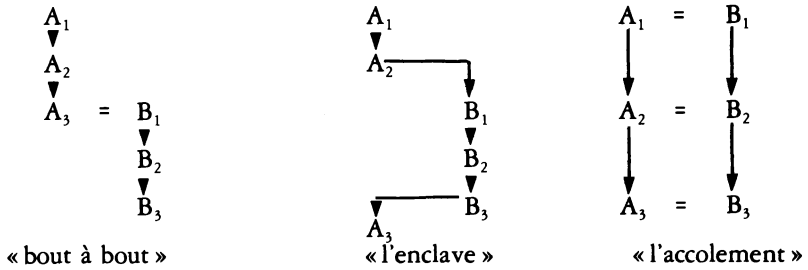 A₁ A₁ A₁ = B₁
A₂ A₂
A₃ = B₁ B₁ A₂ = B₂
B₂ B₂
B₃ B₃ A₃ = B₃
A₃
« bout à bout » « l'enclave » « l'accolement »